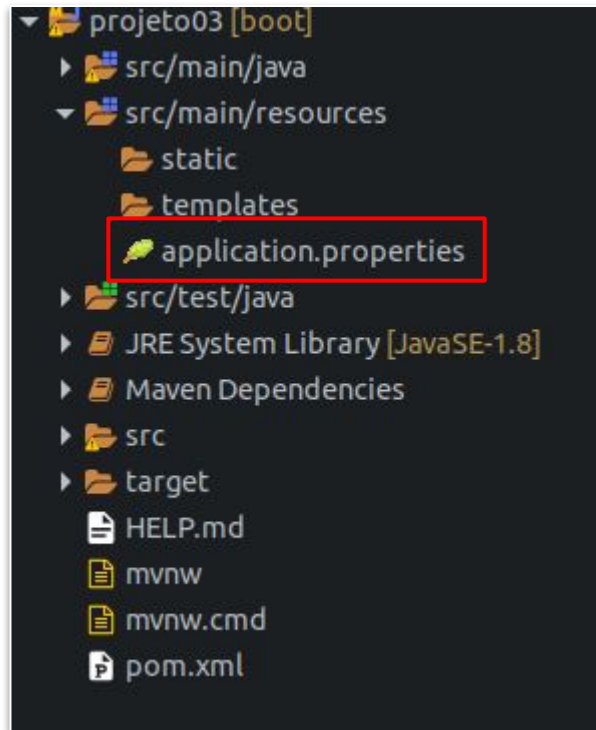 projeto03 [boot]
src/main/java
src/main/resources
static
templates
application.properties
src/test/java
JRE System Library [JavaSE-1.8]
Maven Dependencies
src
target
HELP.md
mvnw
mvnw.cmd
pom.xml